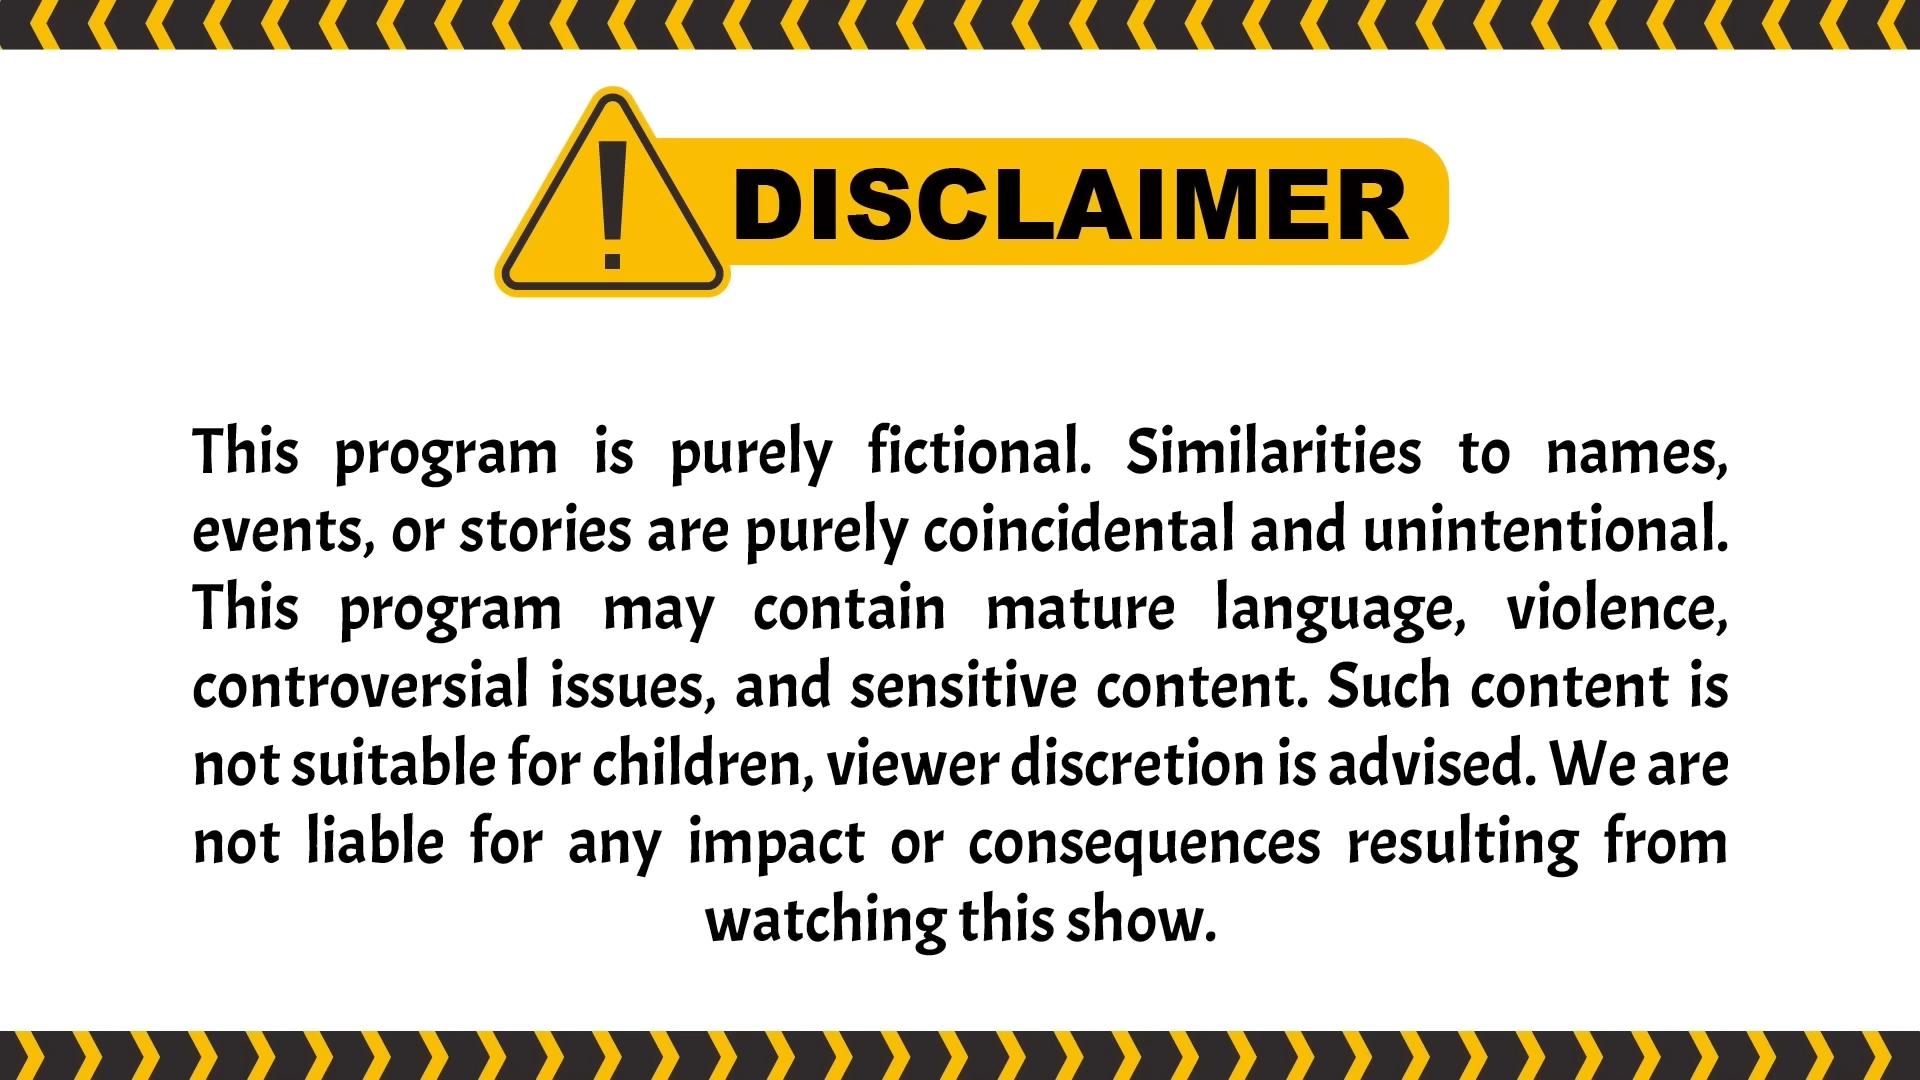 DISCLAIMER
This program is purely fictional. Similarities to names,
events, or stories are purely coincidental and unintentional.
This program may contain mature language, violence,
controversial issues, and sensitive content. Such content is
not suitable for children, viewer discretion is advised. We are
not liable for any impact or consequences resulting from
watching this show.